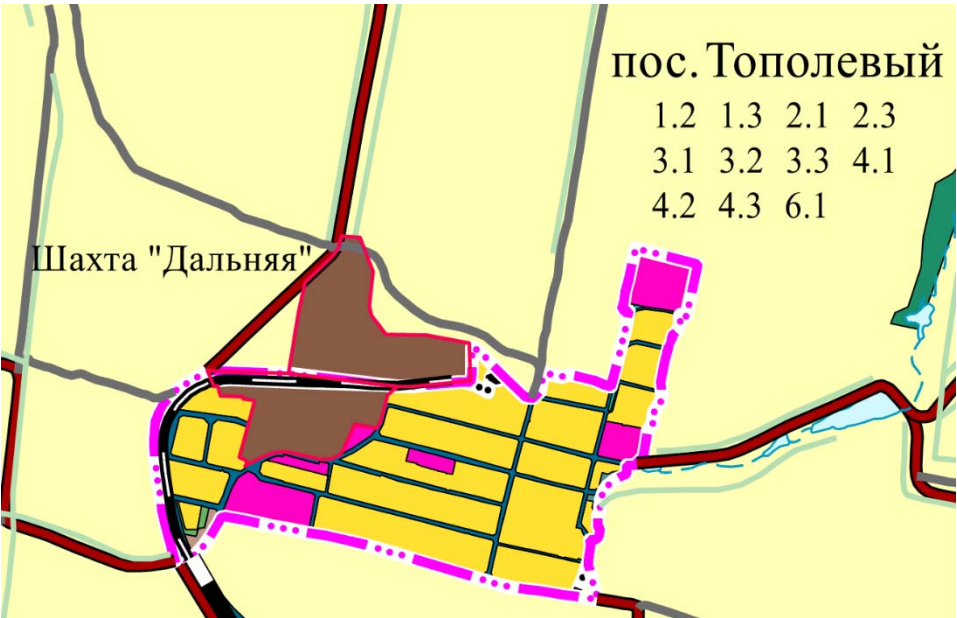 пос. Тополевый
1.2 1.3 2.1 2.3
3.1 3.2 3.3 4.1
4.2 4.3 6.1
Шахта "Дальняя"